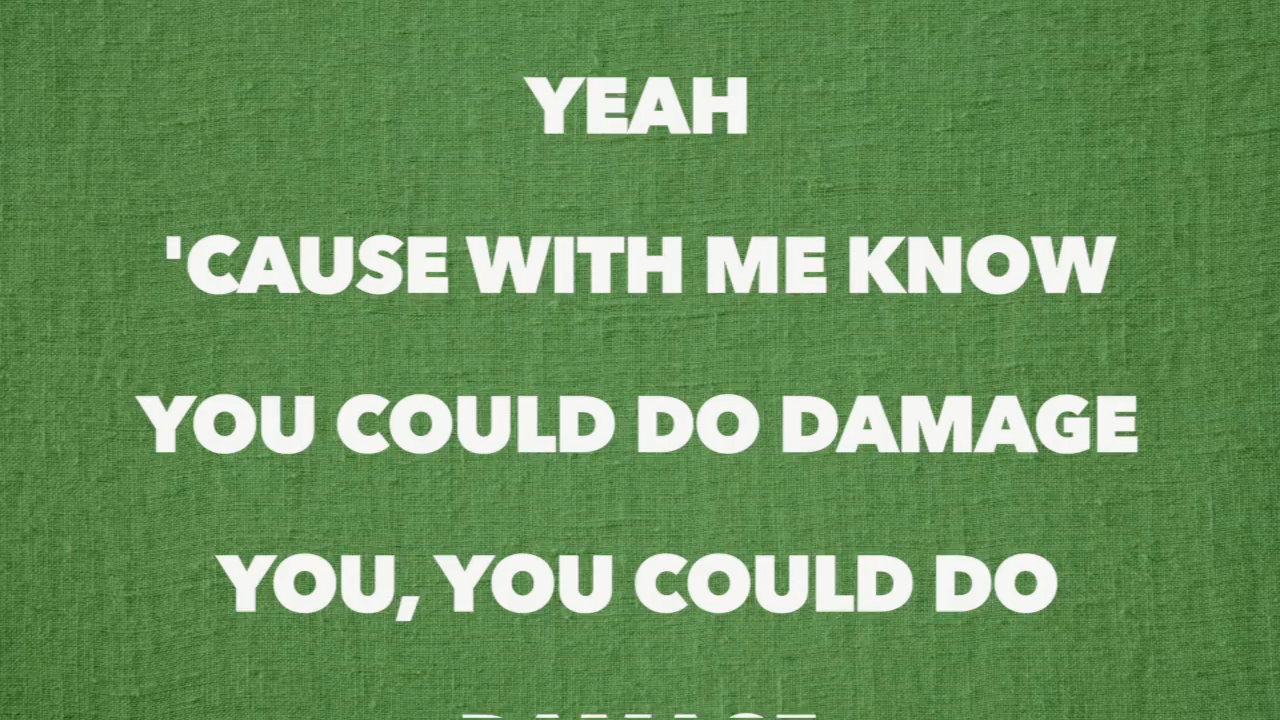 YEAH
'CAUSE WITH ME KNOW
YOU COULD DO DAMAGE
YOU, YOU COULD DO